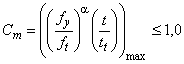 C_m = ((f_y / f_t)^α (t / t_t))_max ≤ 1,0